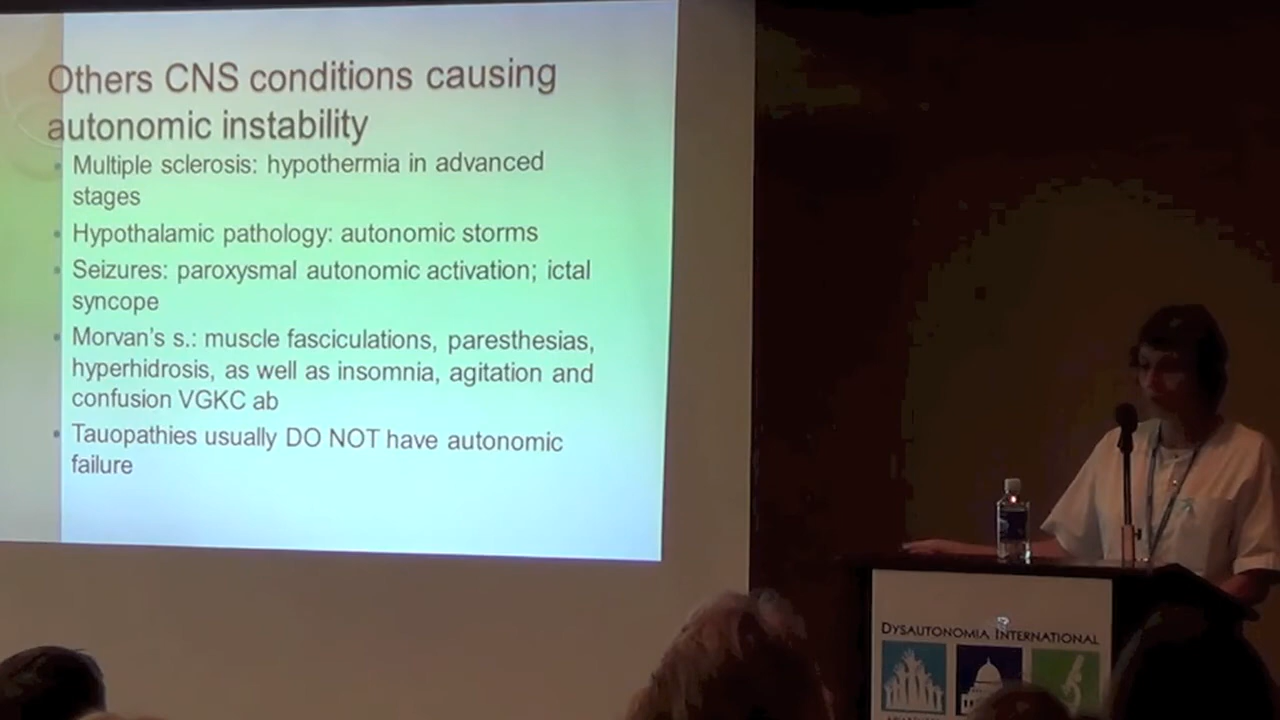 Others CNS conditions causing
autonomic instability
• Multiple sclerosis: hypothermia in advanced
stages
• Hypothalamic pathology: autonomic storms
• Seizures: paroxysmal autonomic activation; ictal
syncope
• Morvan's s.: muscle fasciculations, paresthesias,
hyperhidrosis, as well as insomnia, agitation and
confusion VGKC ab
• Tauopathies usually DO NOT have autonomic
failure
DYSAUTONOMIA INTERNATIONAL